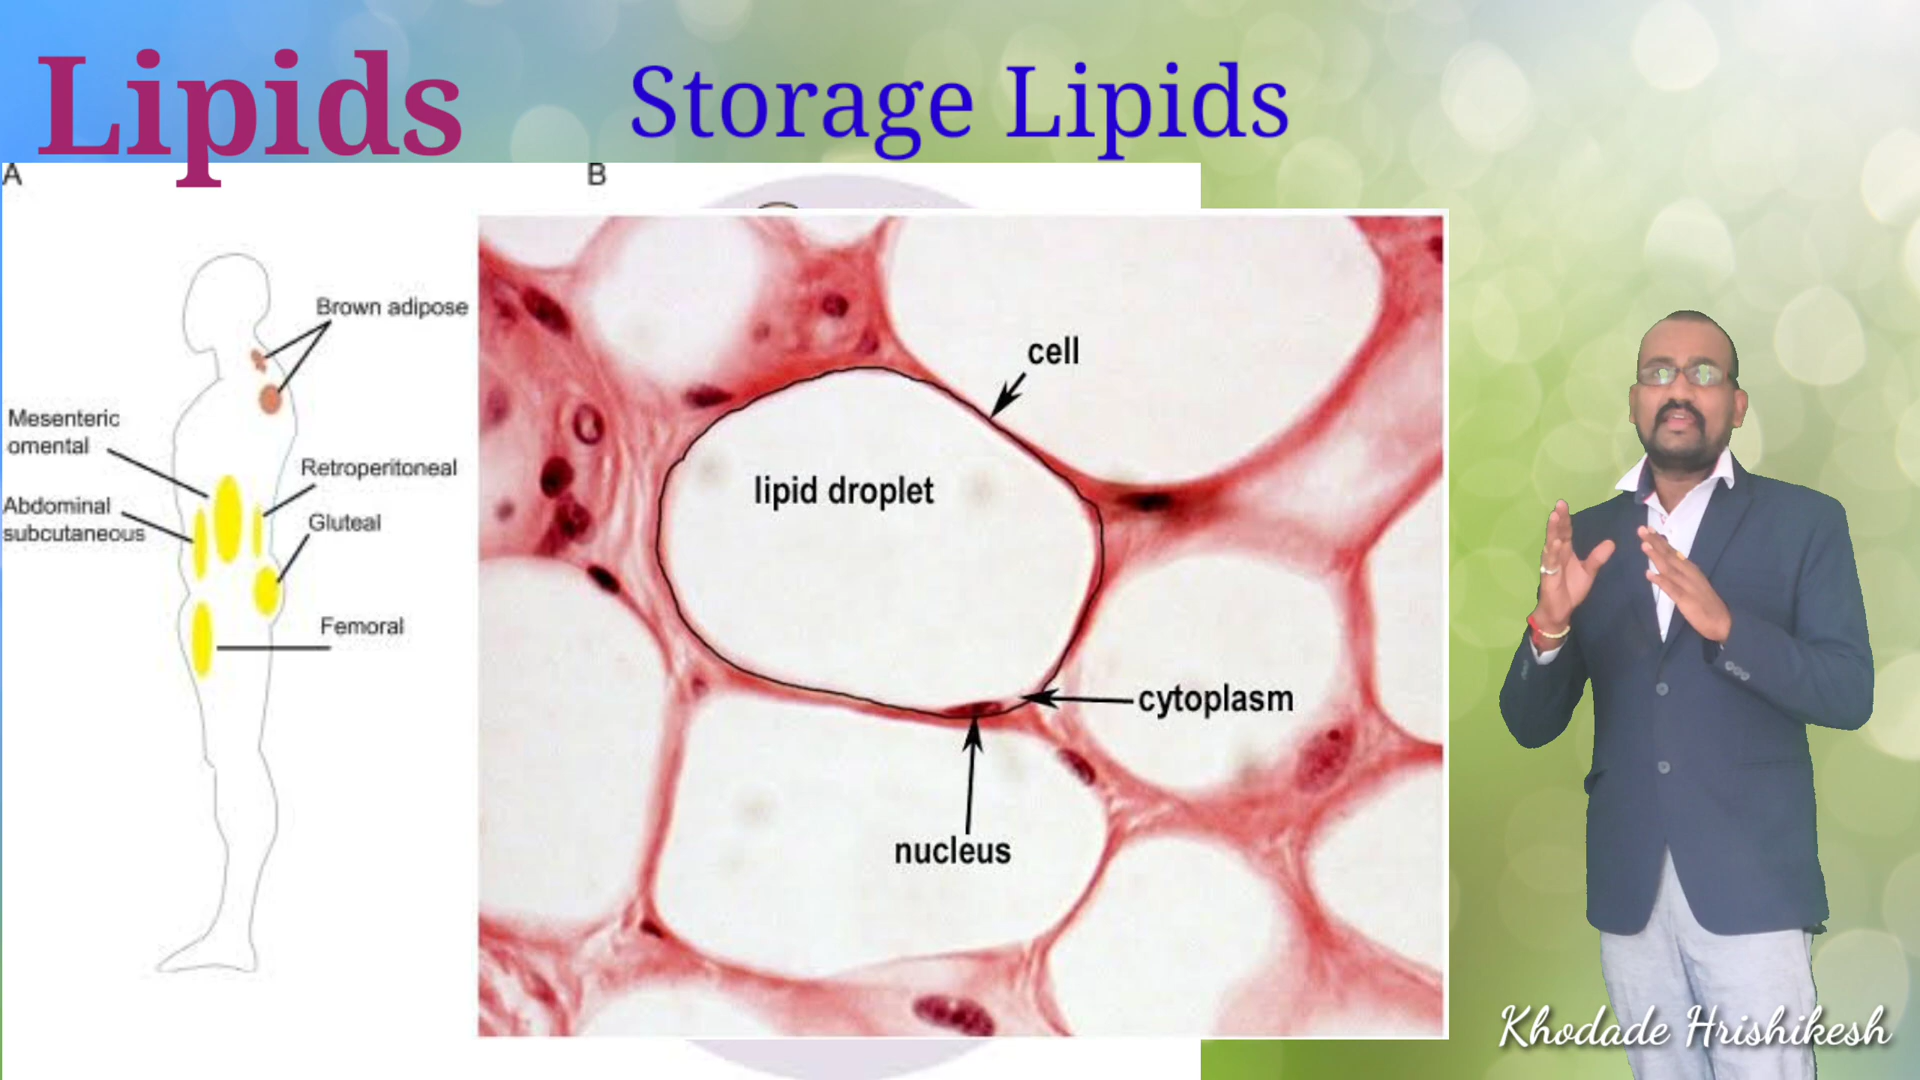 Lipids
Storage Lipids
A
B
Brown adipose
Mesenteric
omental
Retroperitoneal
Abdominal
subcutaneous
Gluteal
Femoral
cell
lipid droplet
cytoplasm
nucleus
Khodade Hrishikesh